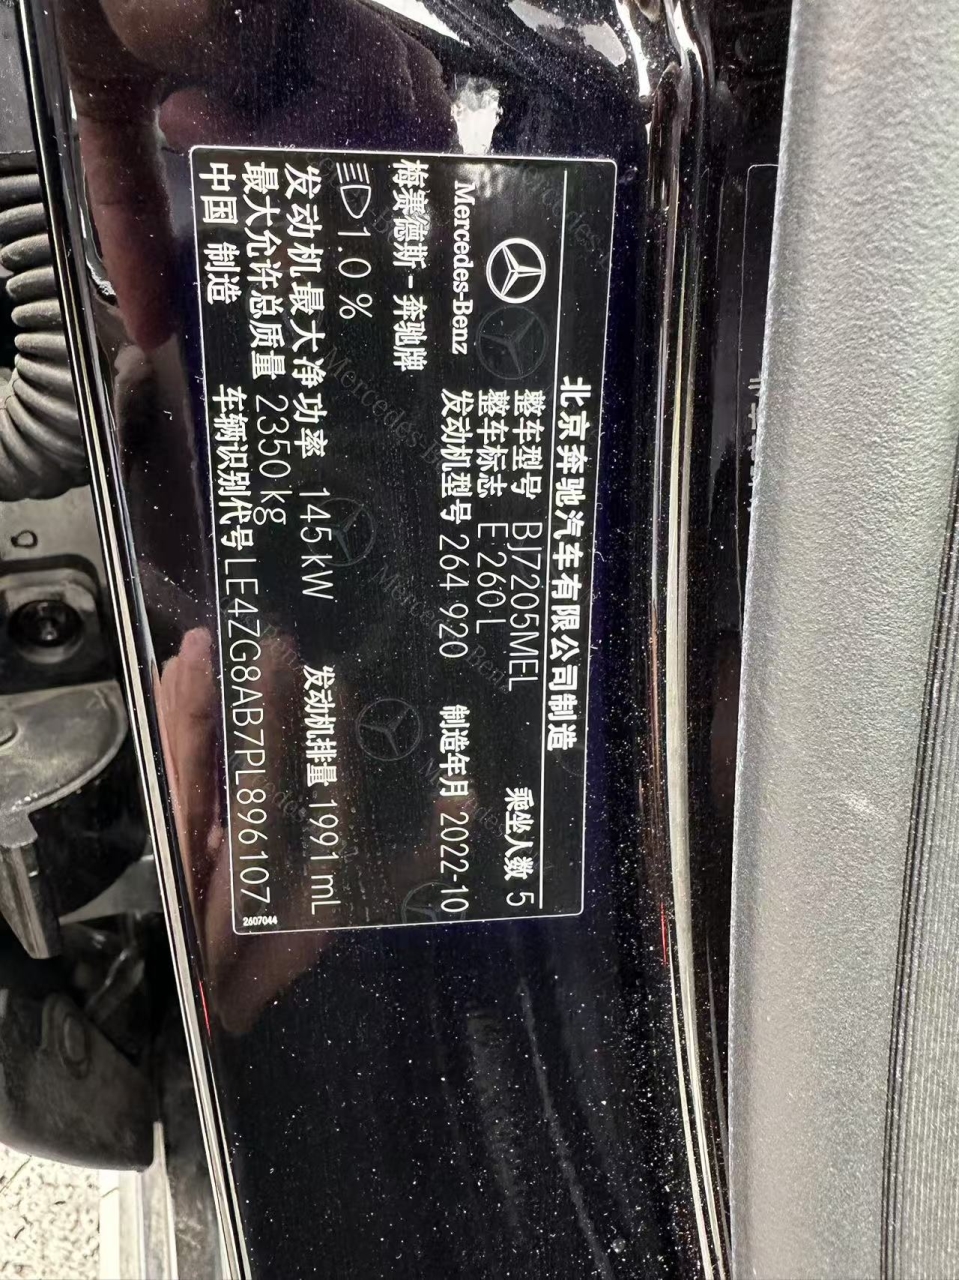 北京奔驰汽车有限公司制造
整车型号 BJ7205MEL 乘坐人数 5
整车标志 E 260 L
Mercedes-Benz
发动机型号 264 920 制造年月 2022-10
梅赛德斯-奔驰牌
1.0 %
发动机最大净功率 145 kW 发动机排量 1991 mL
最大允许总质量 2350 kg
中国 制造 车辆识别代号 LE4ZG8AB7PL896107
2607044